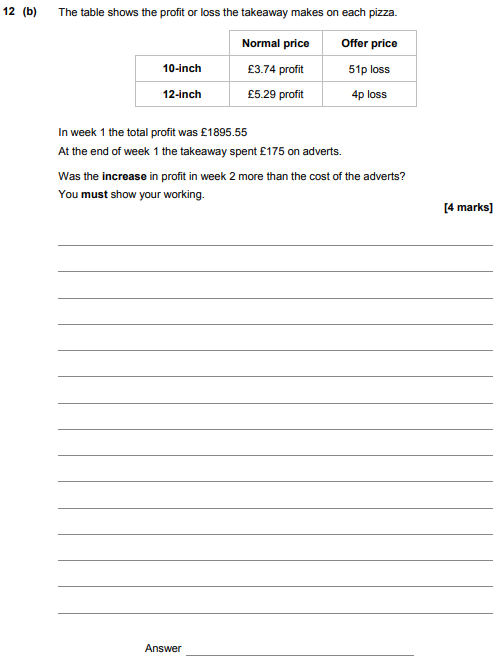 12 (b) The table shows the profit or loss the takeaway makes on each pizza.
Normal price Offer price
10-inch £3.74 profit 51p loss
12-inch £5.29 profit 4p loss
In week 1 the total profit was £1895.55
At the end of week 1 the takeaway spent £175 on adverts.
Was the increase in profit in week 2 more than the cost of the adverts?
You must show your working.
[4 marks]
Answer